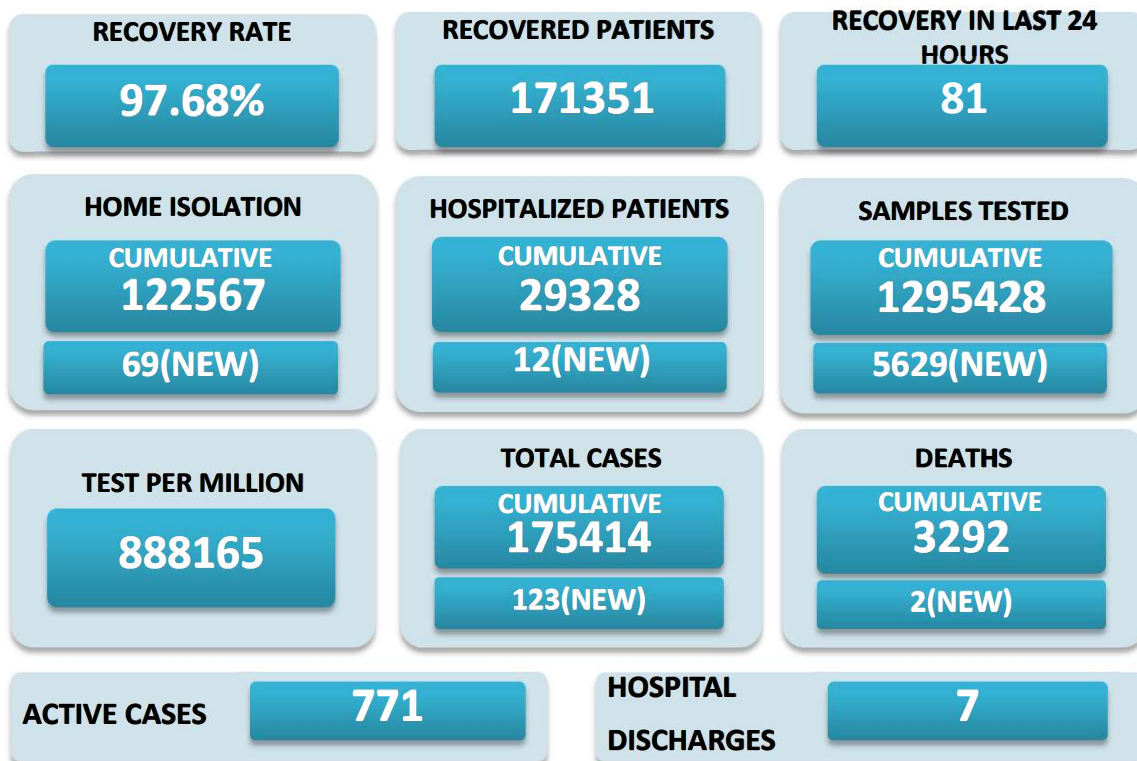 RECOVERY RATE
97.68%
RECOVERED PATIENTS
171351
RECOVERY IN LAST 24
HOURS
81
HOME ISOLATION
CUMULATIVE
122567
69(NEW)
HOSPITALIZED PATIENTS
CUMULATIVE
29328
12(NEW)
SAMPLES TESTED
CUMULATIVE
1295428
5629(NEW)
TEST PER MILLION
888165
TOTAL CASES
CUMULATIVE
175414
123(NEW)
DEATHS
CUMULATIVE
3292
2(NEW)
ACTIVE CASES
771
HOSPITAL
DISCHARGES
7